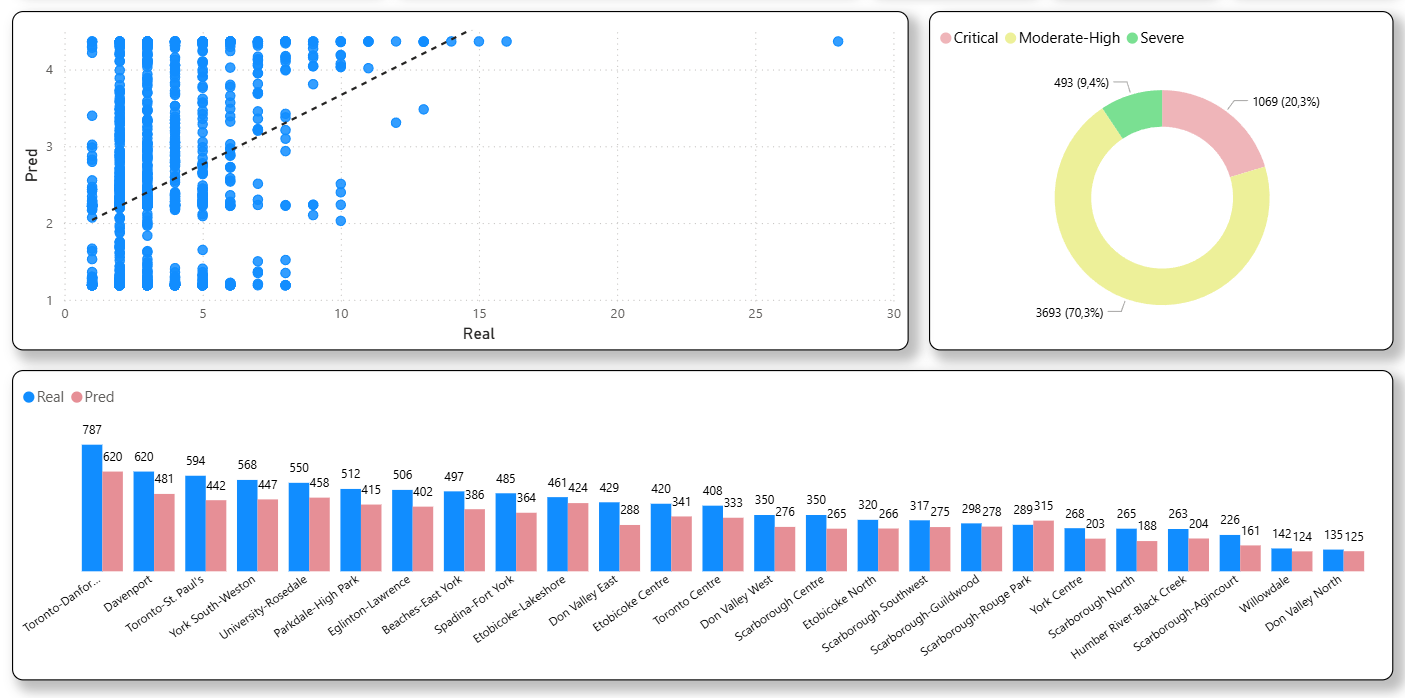 Pred
4
3
2
1
0 5 10 15 20 25 30
Real
Critical Moderate-High Severe
493 (9,4%)
1069 (20,3%)
3693 (70,3%)
Real Pred
787 620 620 481 594 442 568 447 550 458 512 415 506 402 497 386 485 364 461 424 429 288 420 341 408 333 350 276 350 265 320 266 317 275 298 278 289 315 268 203 265 188 263 204 226 161 142 124 135 125
Toronto-Danfor...
Davenport
Toronto-St. Paul's
York South-Weston
University-Rosedale
Parkdale-High Park
Eglinton-Lawrence
Beaches-East York
Spadina-Fort York
Etobicoke-Lakeshore
Don Valley East
Etobicoke Centre
Toronto Centre
Don Valley West
Scarborough Centre
Etobicoke North
Scarborough Southwest
Scarborough-Guildwood
Scarborough-Rouge Park
York Centre
Scarborough North
Humber River-Black Creek
Scarborough-Agincourt
Willowdale
Don Valley North